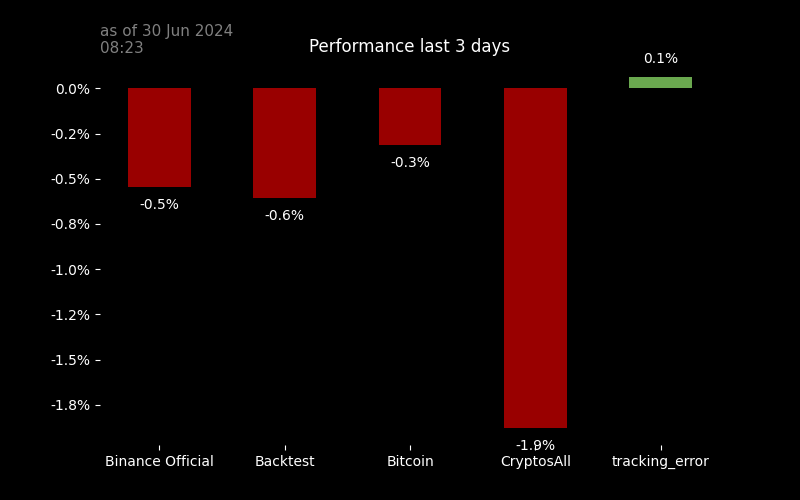 as of 30 Jun 2024
08:23
Performance last 3 days
0.1%
0.0%
-0.2%
-0.5%
-0.8%
-1.0%
-1.2%
-1.5%
-1.8%
-0.5%
-0.6%
-0.3%
-1.9%
Binance Official
Backtest
Bitcoin
CryptosAll
tracking_error